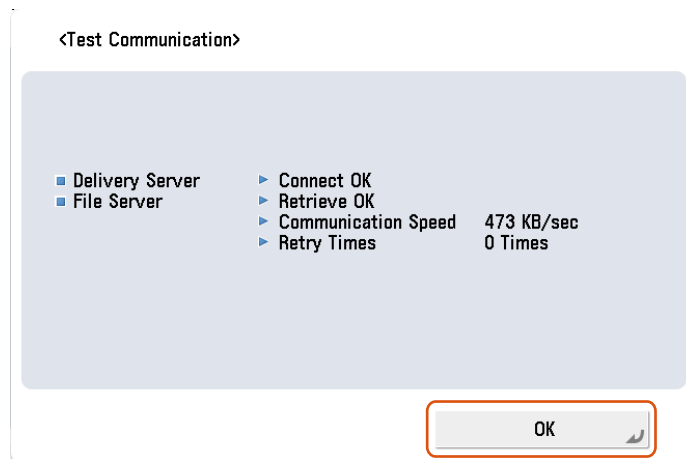 <Test Communication>
Delivery Server Connect OK
File Server Retrieve OK
Communication Speed 473 KB/sec
Retry Times 0 Times
OK